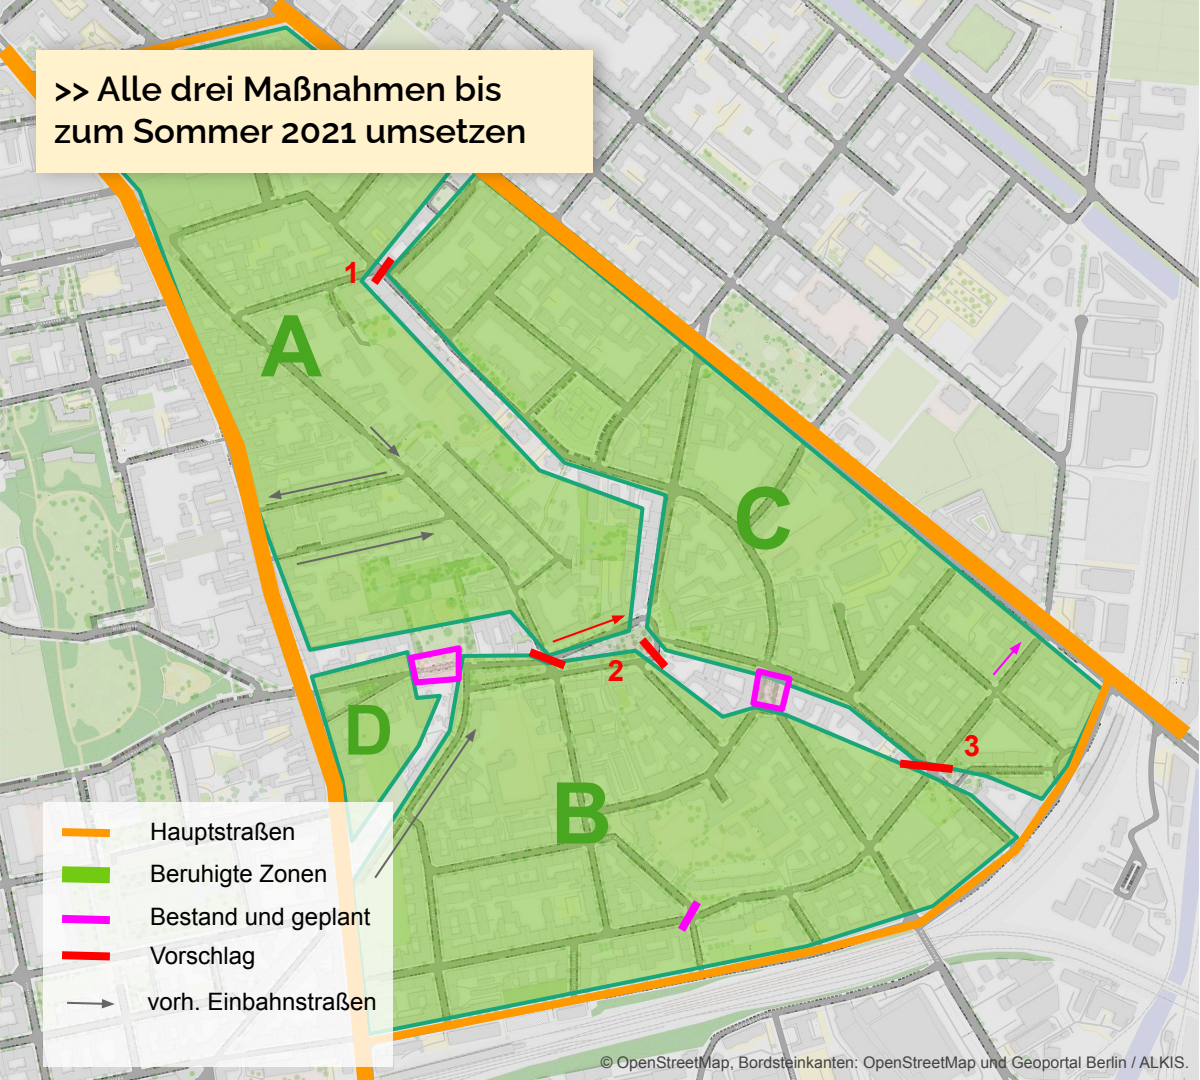 >> Alle drei Maßnahmen bis
zum Sommer 2021 umsetzen
1
A
C
2
D
3
B
Hauptstraßen
Beruhigte Zonen
Bestand und geplant
Vorschlag
vorh. Einbahnstraßen
© OpenStreetMap, Bordsteinkanten: OpenStreetMap und Geoportal Berlin / ALKIS.